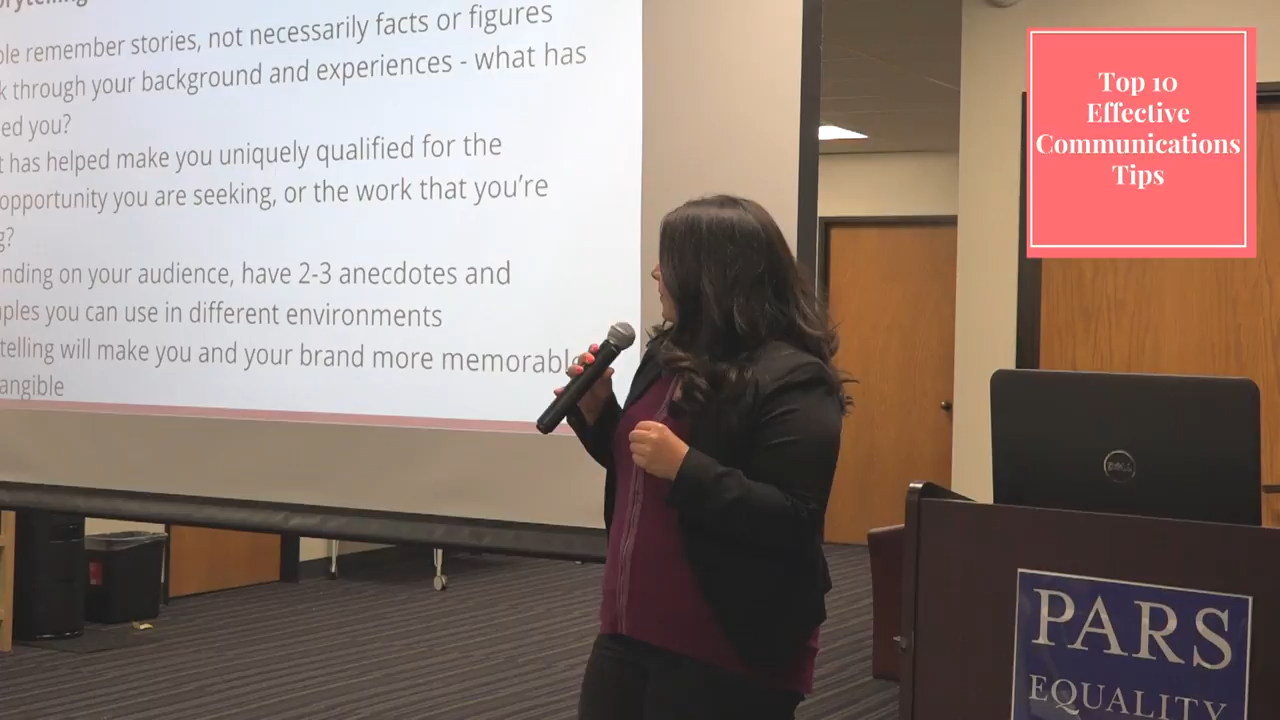 orytelling
ple remember stories, not necessarily facts or figures
k through your background and experiences - what has
ed you?
t has helped make you uniquely qualified for the
opportunity you are seeking, or the work that you're
g?
nding on your audience, have 2-3 anecdotes and
ples you can use in different environments
telling will make you and your brand more memorable
angible
Top 10
Effective
Communications
Tips
DELL
PARS
EQUALITY